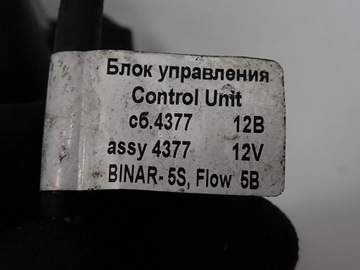 Блок управления
Control Unit
сб.4377 12В
assy 4377 12V
BINAR- 5S, Flow 5B